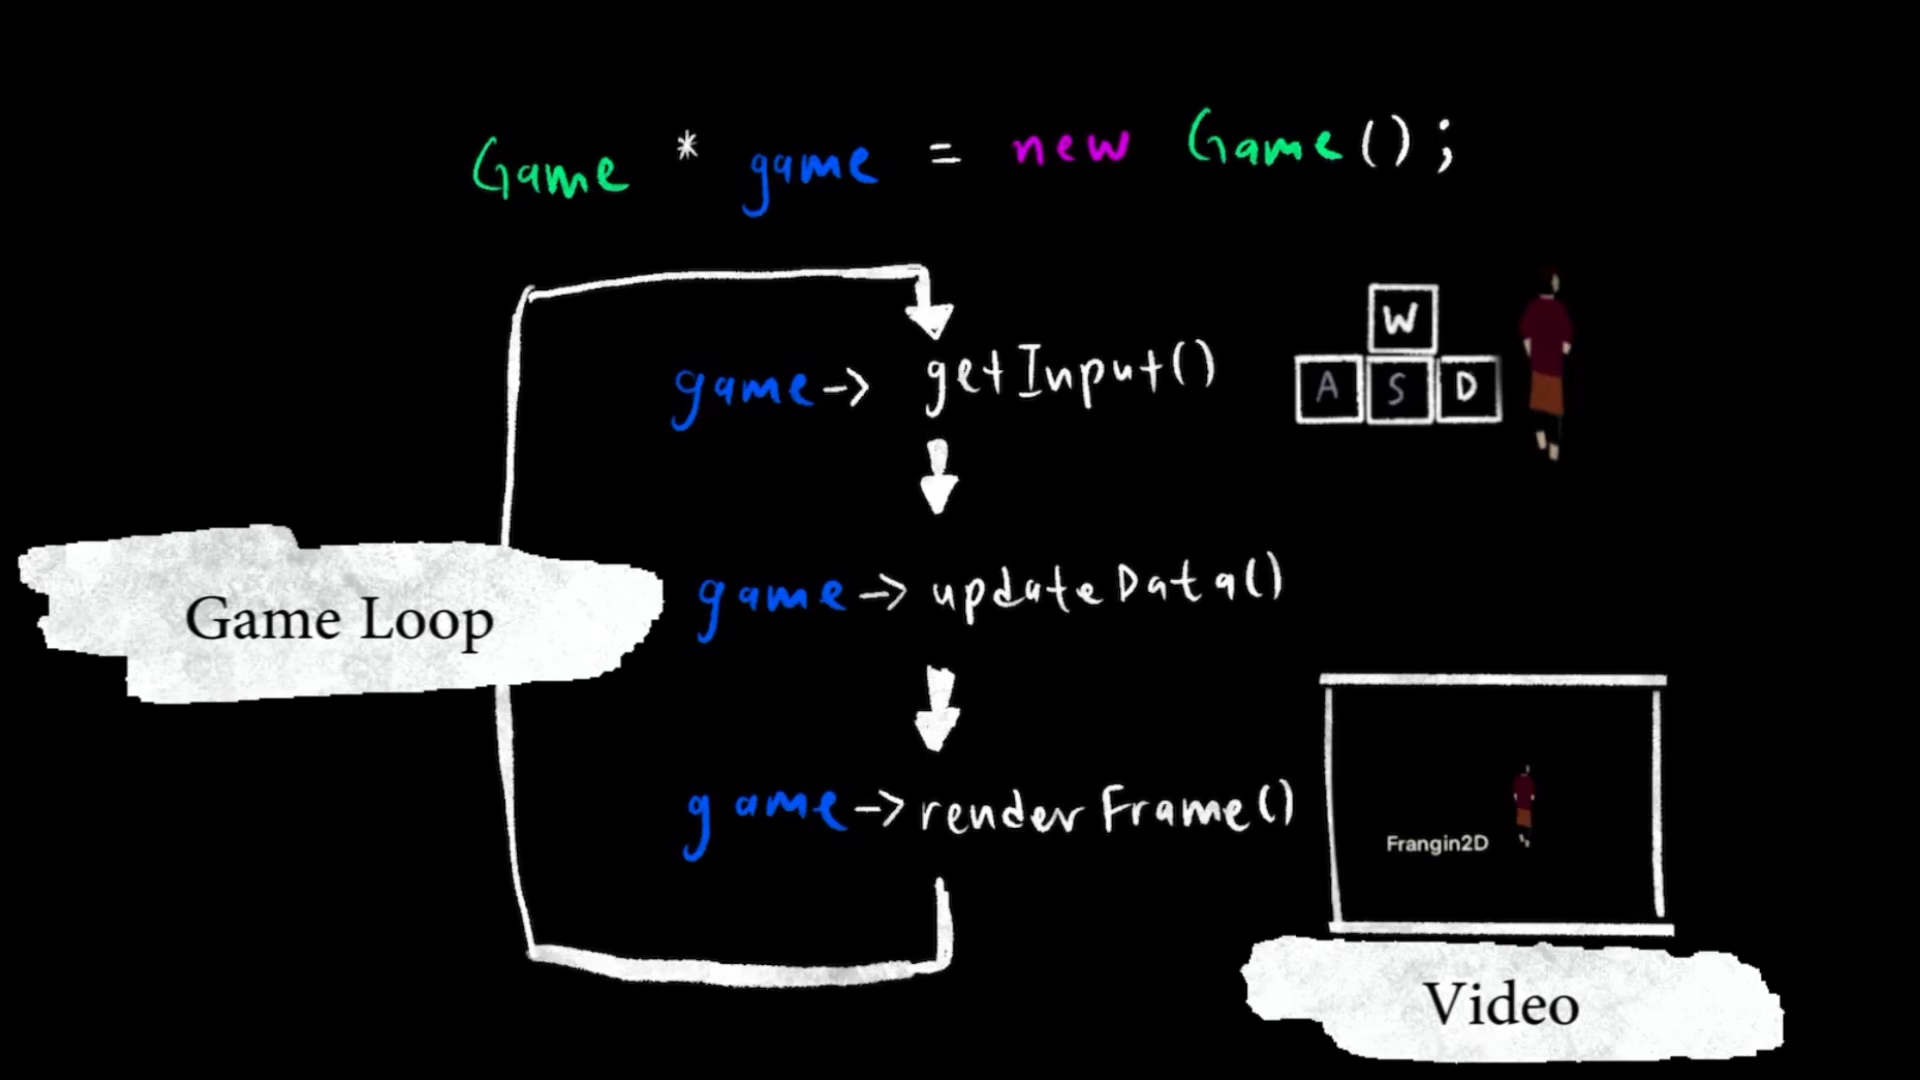 Game * game = new Game();
game-> getInput()
W
A S D
Game Loop
game-> updateData()
game-> renderFrame()
Frangin2D
Video